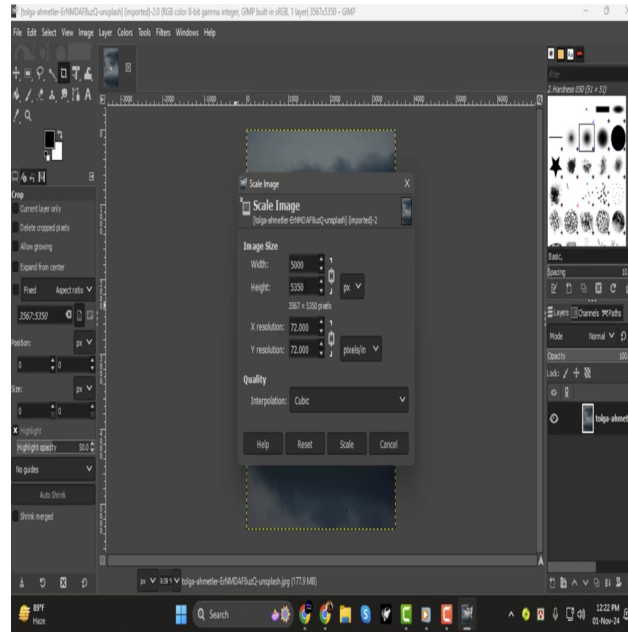 [tolga-ahmetler-ErNMDAF8uzQ-unsplash] (imported)-2.0 (RGB color 8-bit gamma integer, GIMP built-in sRGB, 1 layer) 3567x5350 – GIMP
File Edit Select View Image Layer Colors Tools Filters Windows Help
filter
2. Hardness 050 (51 × 51)
Crop
Current layer only
Delete cropped pixels
Allow growing
Expand from center
Fixed Aspect ratio
3567:5350
Position:
px
0 0
Size:
px
0 0
Highlight
Highlight opacity 50.0
No guides
Auto Shrink
Shrink merged
Scale Image
Scale Image
[tolga-ahmetler-ErNMDAF8uzQ-unsplash] (imported)-2
Image Size
Width: 5000
Height: 5350 px
3567 × 5350 pixels
X resolution: 72.000
Y resolution: 72.000 pixels/in
Quality
Interpolation: Cubic
Help Reset Scale Cancel
Basic,
Spacing 10.
Layers Channels Paths
Mode Normal
Opacity 100.
Lock:
tolga-ahmet
px 9.09 % tolga-ahmetler-ErNMDAF8uzQ-unsplash.jpg (177.9 MB)
89°F
Haze
Search
12:22 PM
01-Nov-24